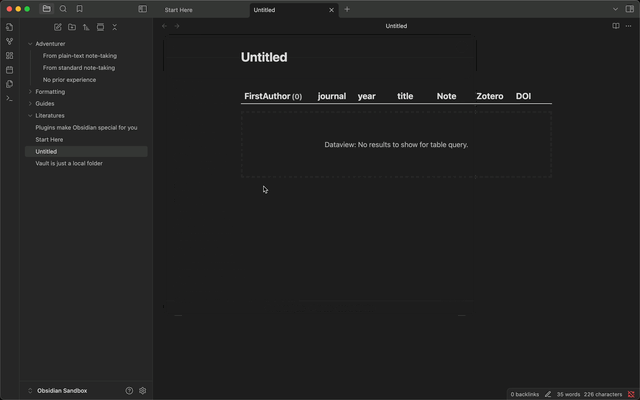 Start Here
Untitled
Untitled
Adventurer
From plain-text note-taking
From standard note-taking
No prior experience
Formatting
Guides
Literatures
Plugins make Obsidian special for you
Start Here
Untitled
Vault is just a local folder
Untitled
FirstAuthor (0) journal year title Note Zotero DOI
Dataview: No results to show for table query.
Obsidian Sandbox
0 backlinks 35 words 226 characters